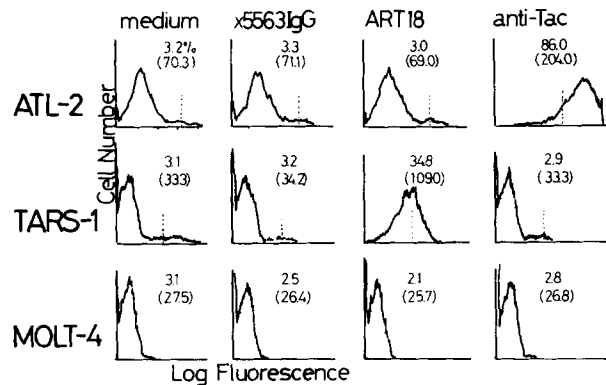 medium x5563IgG ART18 anti-Tac
ATL-2
3.2% 3.3 3.0 86.0
(70.3) (71.1) (69.0) (204.0)
Cell Number
TARS-1
3.1 3.2 34.8 2.9
(33.3) (34.2) (109.0) (33.3)
MOLT-4
3.1 2.5 2.1 2.8
(27.5) (26.4) (25.7) (26.8)
Log Fluorescence